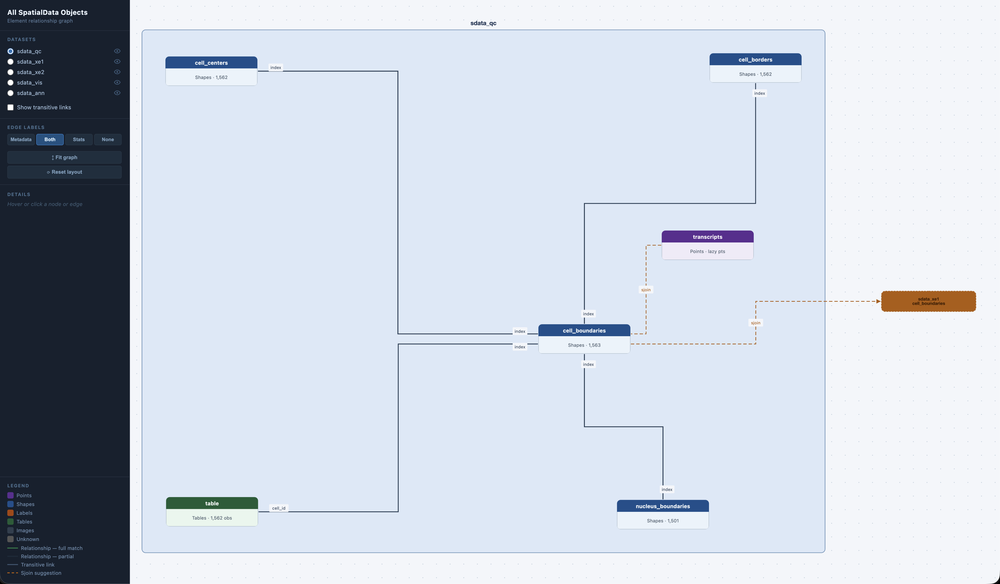 All SpatialData Objects
Element relationship graph
DATASETS
sdata_qc
sdata_xe1
sdata_xe2
sdata_vis
sdata_ann
Show transitive links
EDGE LABELS
Metadata Both Stats None
↕ Fit graph
⟳ Reset layout
DETAILS
Hover or click a node or edge
LEGEND
Points
Shapes
Labels
Tables
Images
Unknown
Relationship — full match
Relationship — partial
Transitive link
Sjoin suggestion
sdata_qc
cell_centers
Shapes · 1,562
index
cell_borders
Shapes · 1,562
index
transcripts
Points · lazy pts
sjoin
sdata_xe1
cell_boundaries
sjoin
index
index
cell_boundaries
Shapes · 1,563
index
index
index
table
Tables · 1,562 obs
cell_id
nucleus_boundaries
Shapes · 1,501